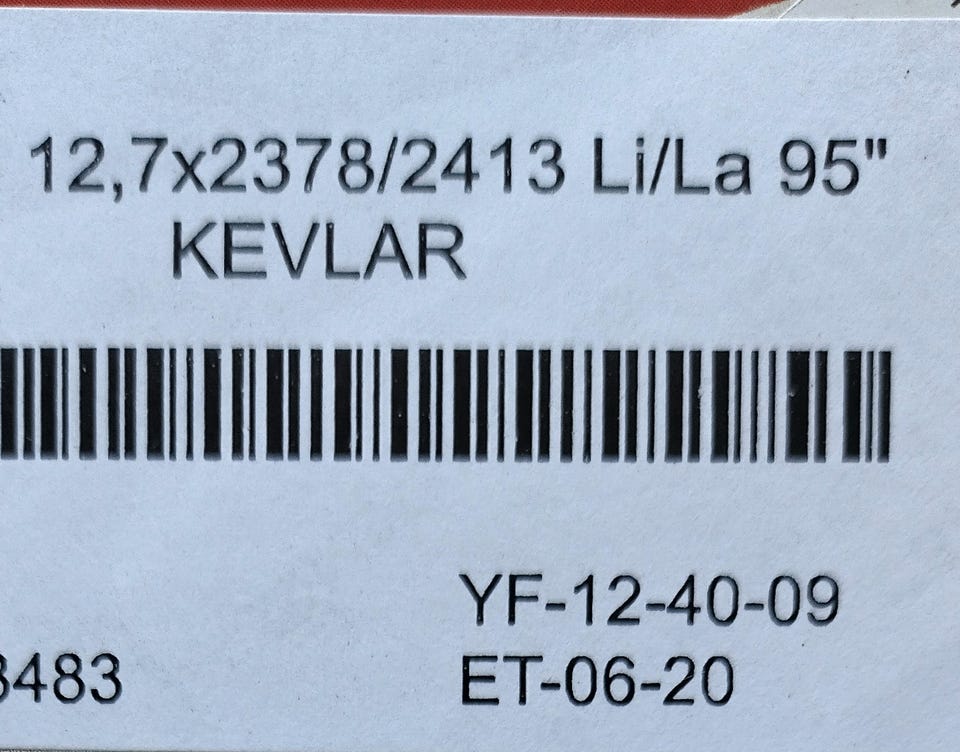 12,7x2378/2413 Li/La 95"
KEVLAR
YF-12-40-09
3483
ET-06-20